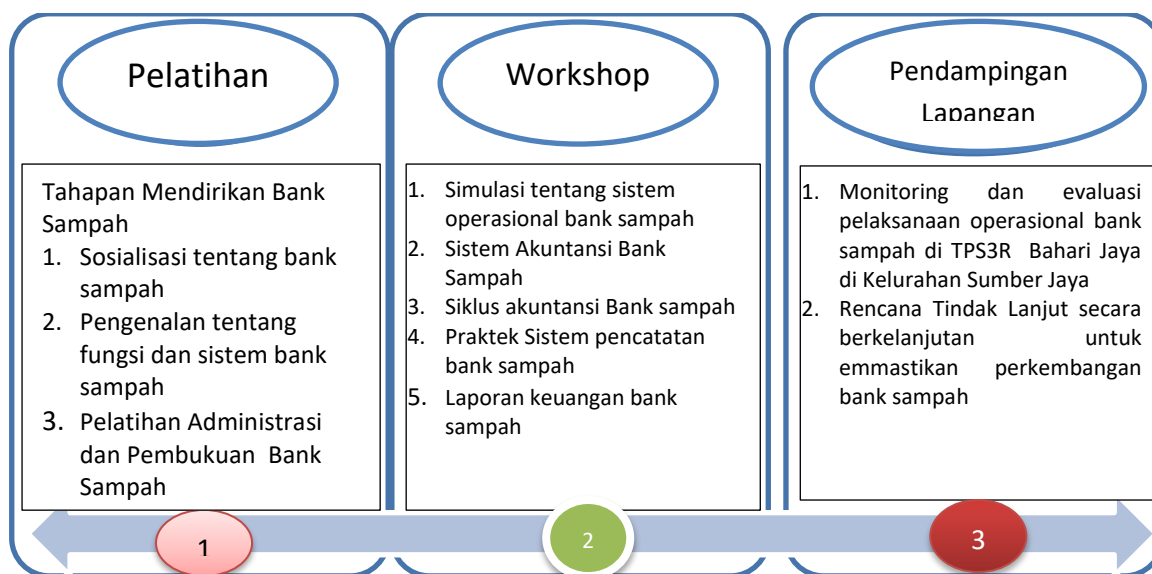 Pelatihan
Tahapan Mendirikan Bank
Sampah
1. Sosialisasi tentang bank
sampah
2. Pengenalan tentang
fungsi dan sistem bank
sampah
3. Pelatihan Administrasi
dan Pembukuan Bank
Sampah
1
Workshop
1. Simulasi tentang sistem
operasional bank sampah
2. Sistem Akuntansi Bank
Sampah
3. Siklus akuntansi Bank sampah
4. Praktek Sistem pencatatan
bank sampah
5. Laporan keuangan bank
sampah
2
Pendampingan
Lapangan
1. Monitoring dan evaluasi
pelaksanaan operasional bank
sampah di TPS3R Bahari Jaya
di Kelurahan Sumber Jaya
2. Rencana Tindak Lanjut secara
berkelanjutan untuk
emmastikan perkembangan
bank sampah
3